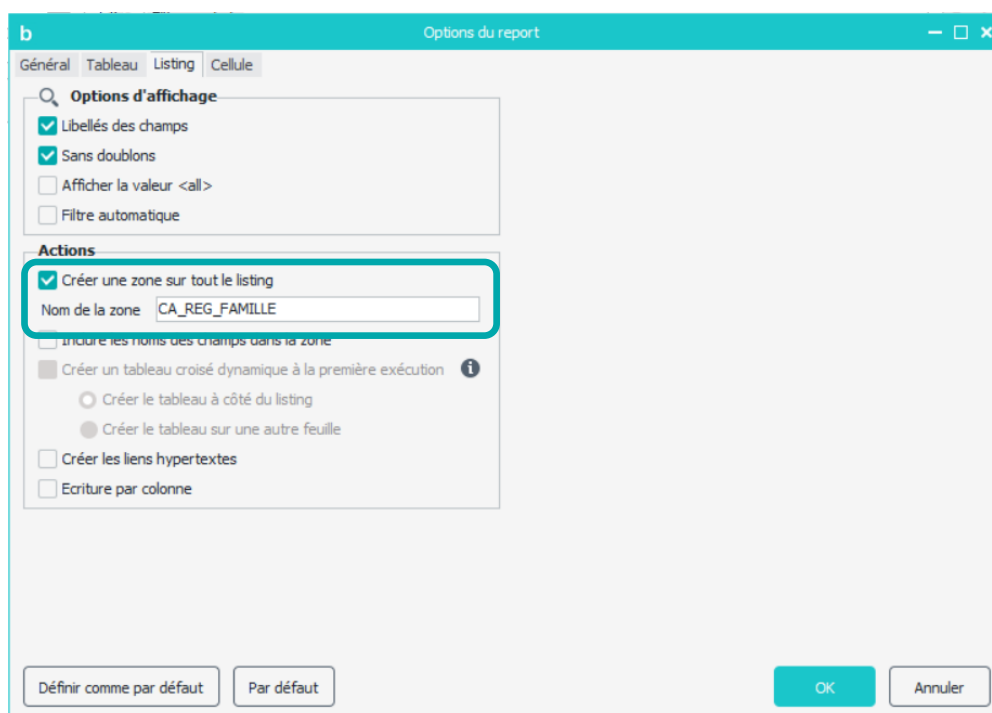 b Options du report
Général Tableau Listing Cellule
Options d'affichage
Libellés des champs
Sans doublons
Afficher la valeur <all>
Filtre automatique
Actions
Créer une zone sur tout le listing
Nom de la zone CA_REG_FAMILLE
Inclure les noms des champs dans la zone
Créer un tableau croisé dynamique à la première exécution
Créer le tableau à côté du listing
Créer le tableau sur une autre feuille
Créer les liens hypertextes
Ecriture par colonne
Définir comme par défaut Par défaut OK Annuler